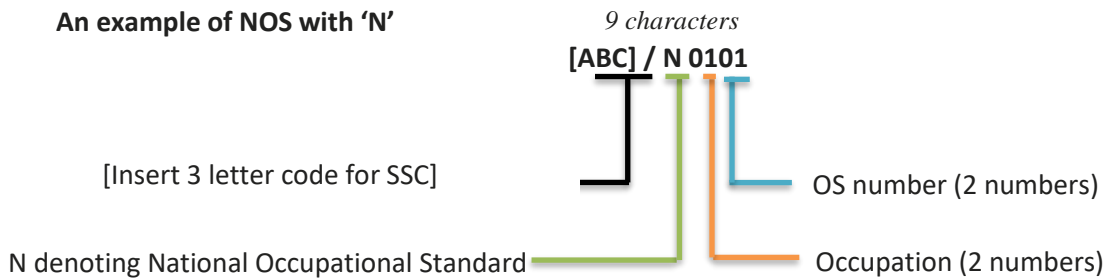 An example of NOS with ‘N’
9 characters
[ABC] / N 0101
[Insert 3 letter code for SSC]
OS number (2 numbers)
N denoting National Occupational Standard
Occupation (2 numbers)